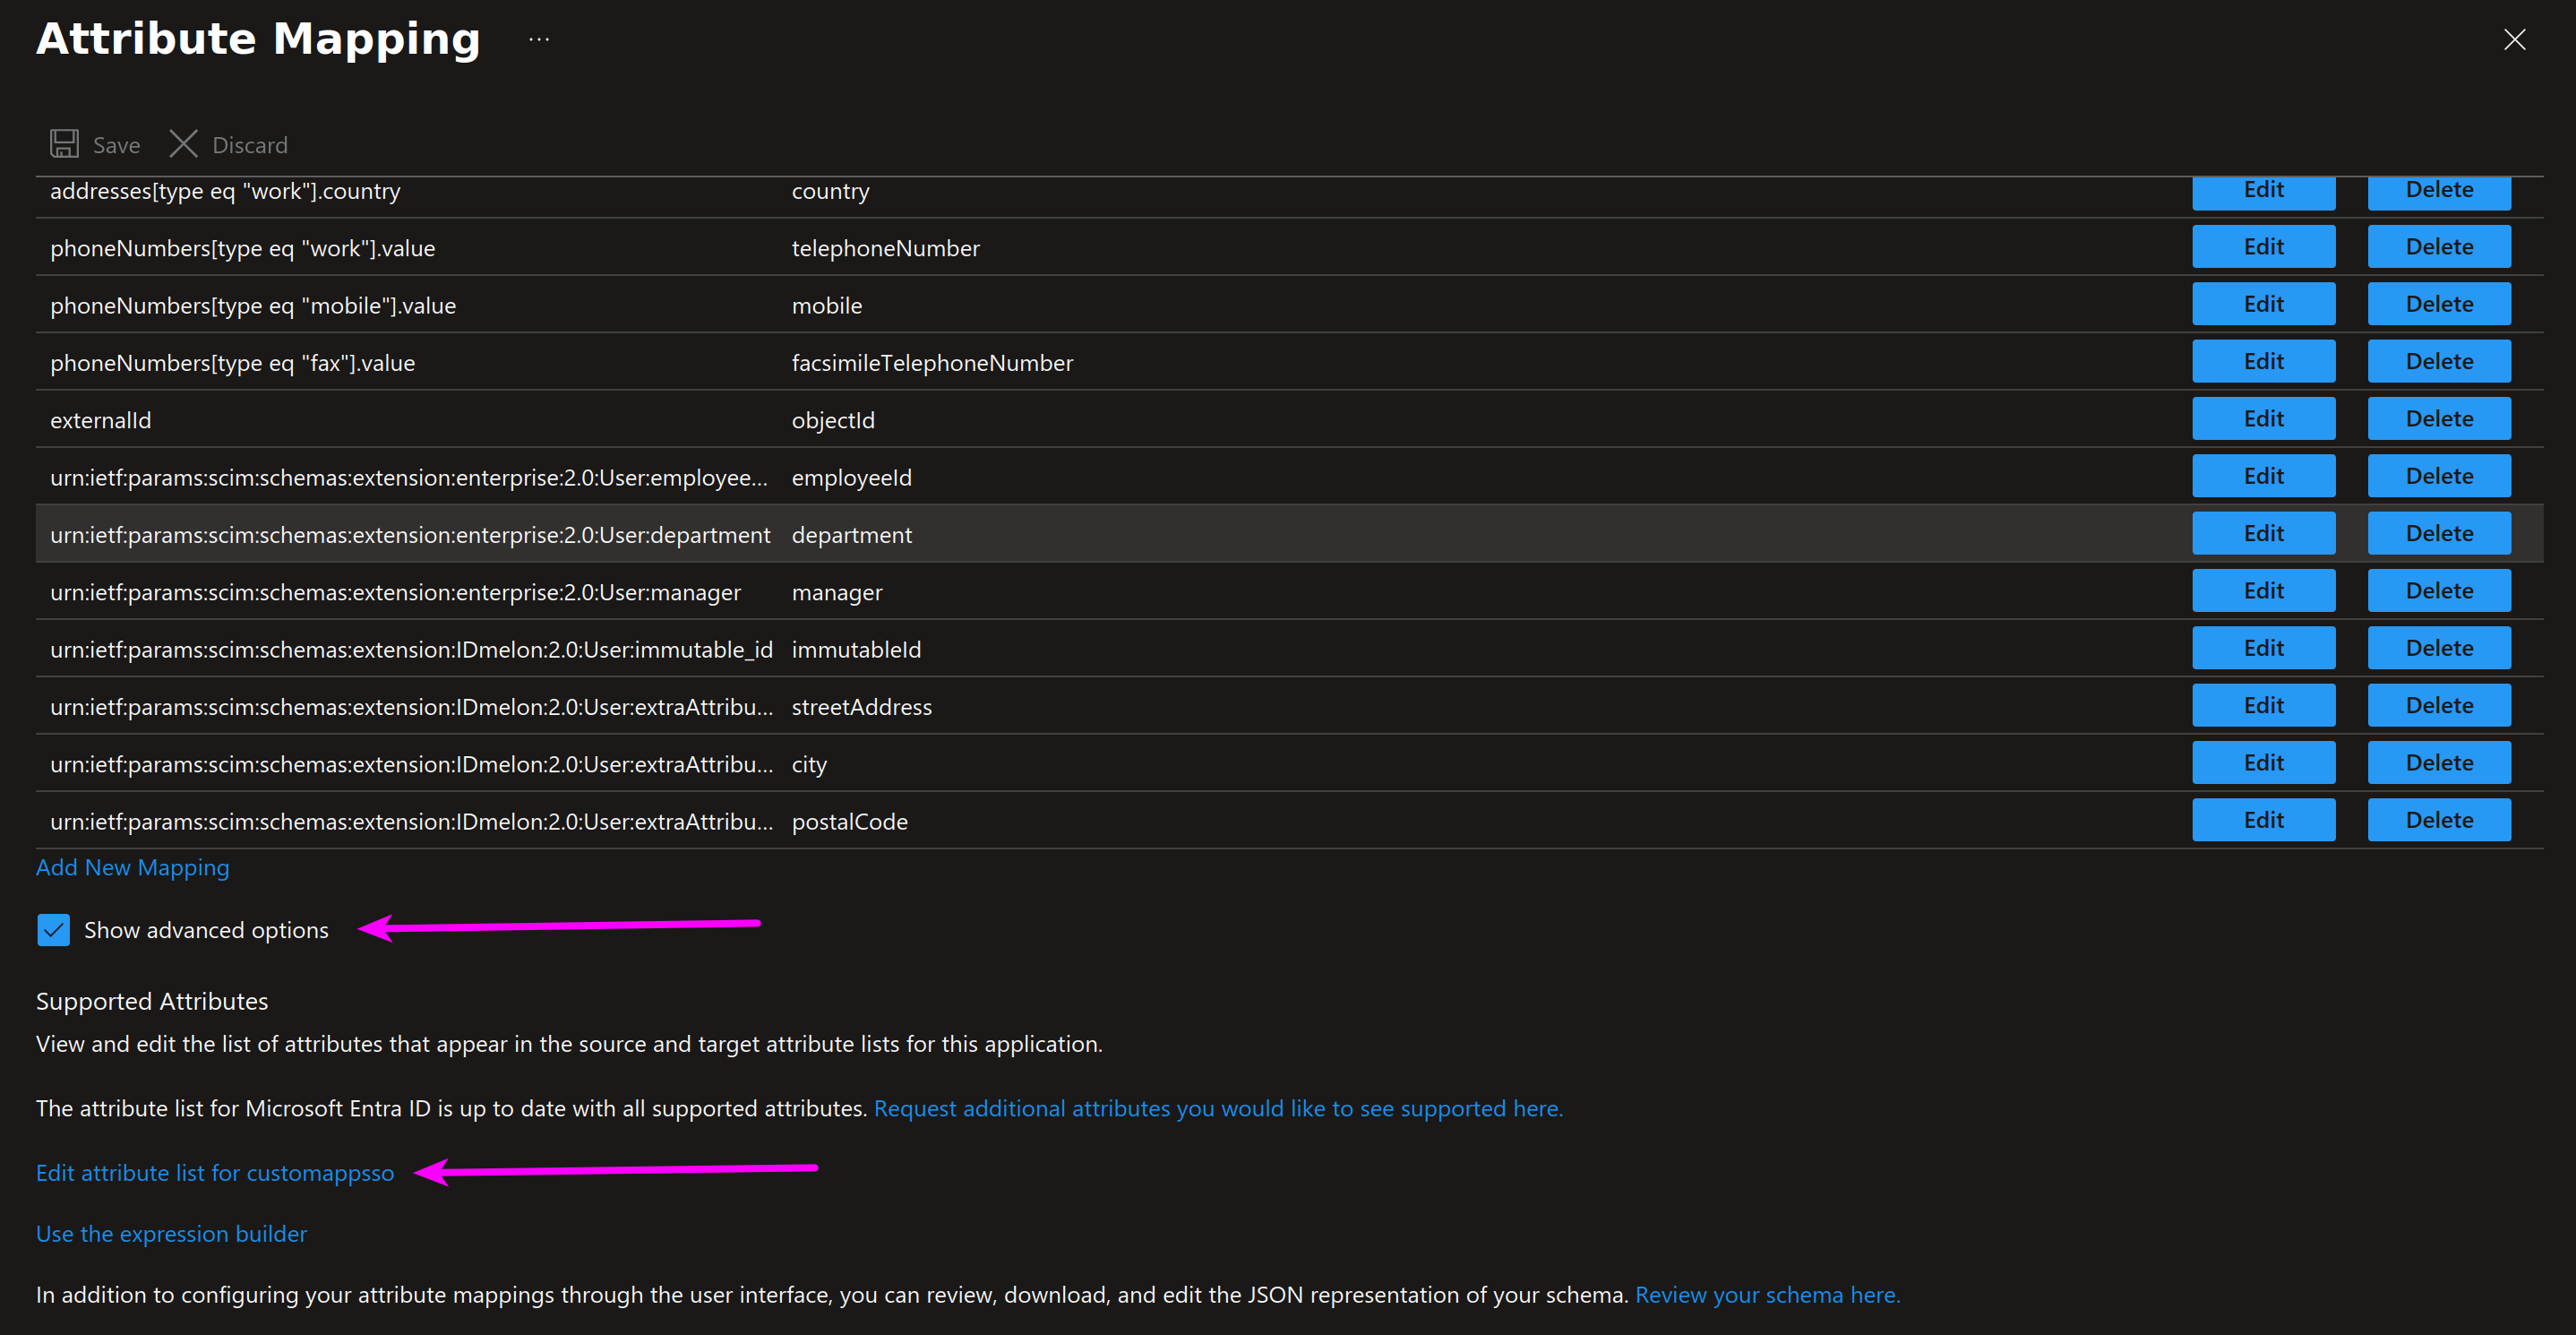 Attribute Mapping ...
Save Discard
addresses[type eq "work"].country country Edit Delete
phoneNumbers[type eq "work"].value telephoneNumber Edit Delete
phoneNumbers[type eq "mobile"].value mobile Edit Delete
phoneNumbers[type eq "fax"].value facsimileTelephoneNumber Edit Delete
externalId objectId Edit Delete
urn:ietf:params:scim:schemas:extension:enterprise:2.0:User:employee... employeeId Edit Delete
urn:ietf:params:scim:schemas:extension:enterprise:2.0:User:department department Edit Delete
urn:ietf:params:scim:schemas:extension:enterprise:2.0:User:manager manager Edit Delete
urn:ietf:params:scim:schemas:extension:IDmelon:2.0:User:immutable_id immutableId Edit Delete
urn:ietf:params:scim:schemas:extension:IDmelon:2.0:User:extraAttribu... streetAddress Edit Delete
urn:ietf:params:scim:schemas:extension:IDmelon:2.0:User:extraAttribu... city Edit Delete
urn:ietf:params:scim:schemas:extension:IDmelon:2.0:User:extraAttribu... postalCode Edit Delete
Add New Mapping
Show advanced options
Supported Attributes
View and edit the list of attributes that appear in the source and target attribute lists for this application.
The attribute list for Microsoft Entra ID is up to date with all supported attributes. Request additional attributes you would like to see supported here.
Edit attribute list for customappsso
Use the expression builder
In addition to configuring your attribute mappings through the user interface, you can review, download, and edit the JSON representation of your schema. Review your schema here.